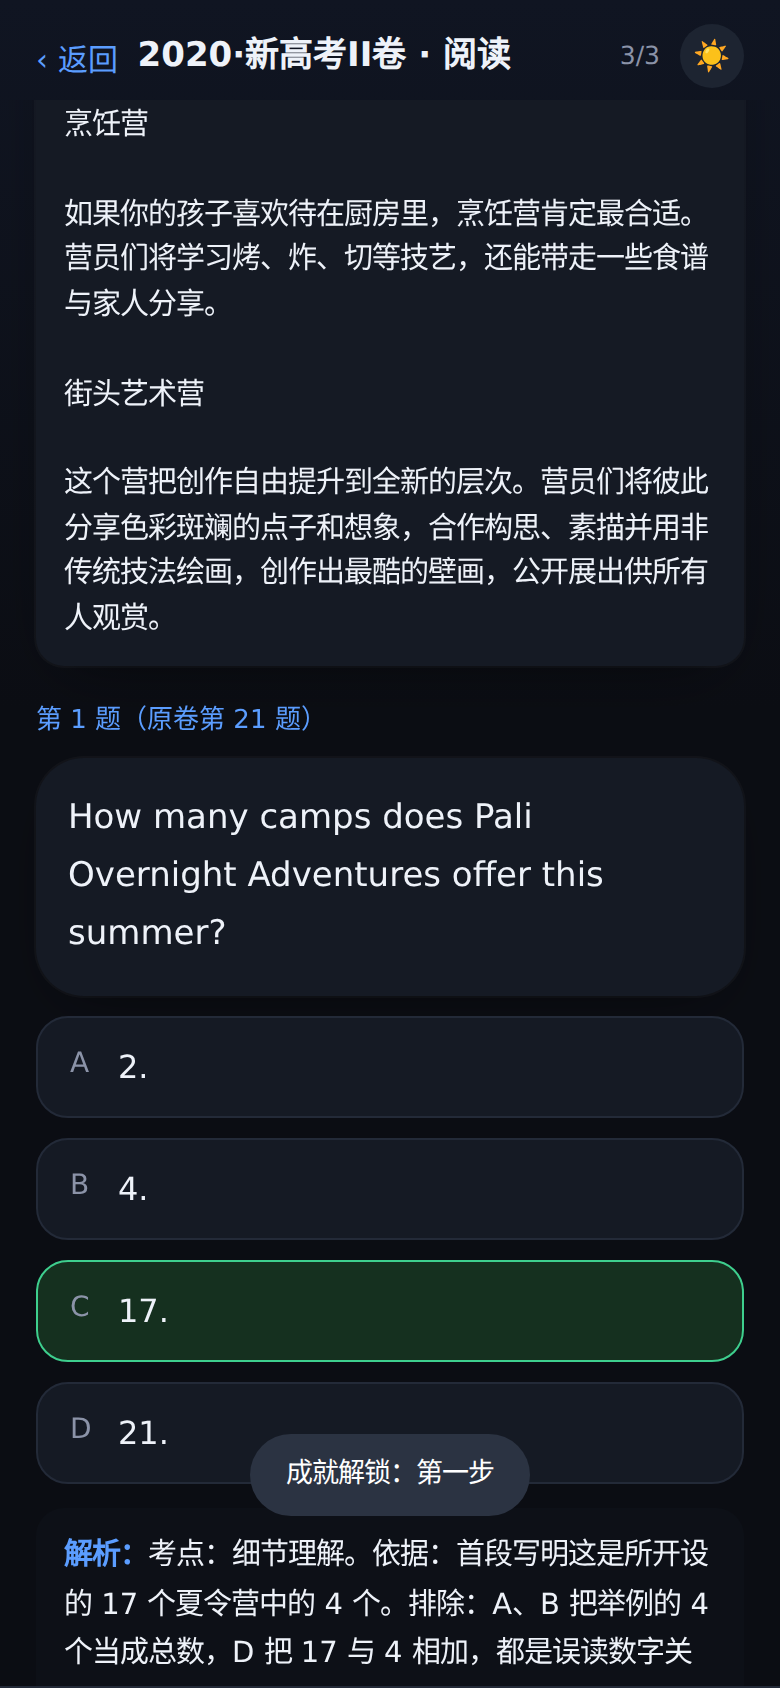 ‹ 返回 2020·新高考II卷 · 阅读 3/3
烹饪营
如果你的孩子喜欢待在厨房里，烹饪营肯定最合适。
营员们将学习烤、炸、切等技艺，还能带走一些食谱
与家人分享。
街头艺术营
这个营把创作自由提升到全新的层次。营员们将彼此
分享色彩斑斓的点子和想象，合作构思、素描并用非
传统技法绘画，创作出最酷的壁画，公开展出供所有
人观赏。
第 1 题（原卷第 21 题）
How many camps does Pali
Overnight Adventures offer this
summer?
A 2.
B 4.
C 17.
D 21.
成就解锁：第一步
解析：考点：细节理解。依据：首段写明这是所开设
的 17 个夏令营中的 4 个。排除：A、B 把举例的 4
个当成总数，D 把 17 与 4 相加，都是误读数字关